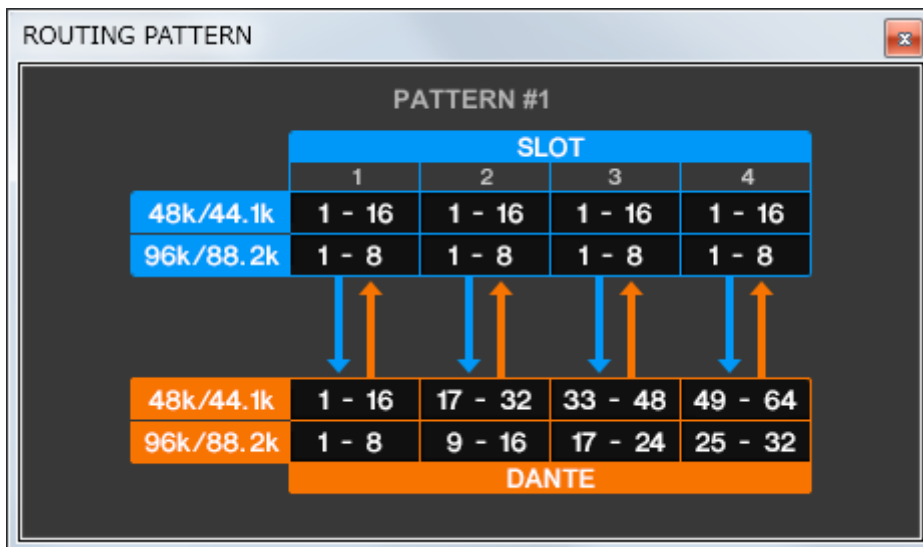 ROUTING PATTERN
x
PATTERN #1
SLOT
1 2 3 4
48k/44.1k 1 - 16 1 - 16 1 - 16 1 - 16
96k/88.2k 1 - 8 1 - 8 1 - 8 1 - 8
48k/44.1k 1 - 16 17 - 32 33 - 48 49 - 64
96k/88.2k 1 - 8 9 - 16 17 - 24 25 - 32
DANTE